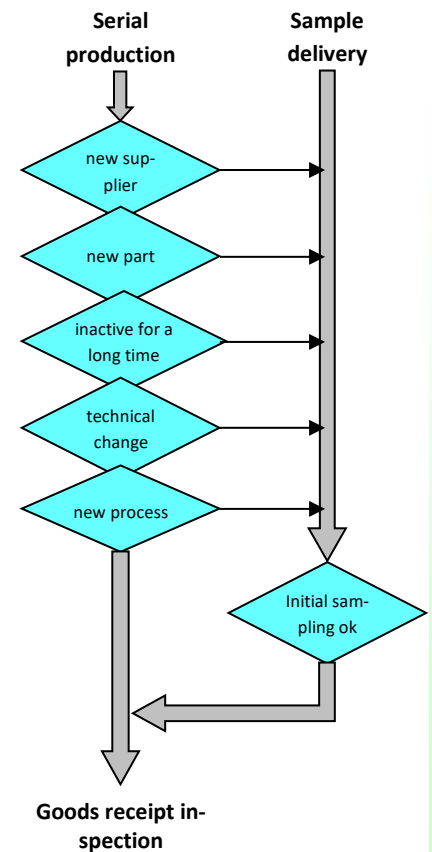 Serial
production
Sample
delivery
new sup-
plier
new part
inactive for a
long time
technical
change
new process
Initial sam-
pling ok
Goods receipt in-
spection